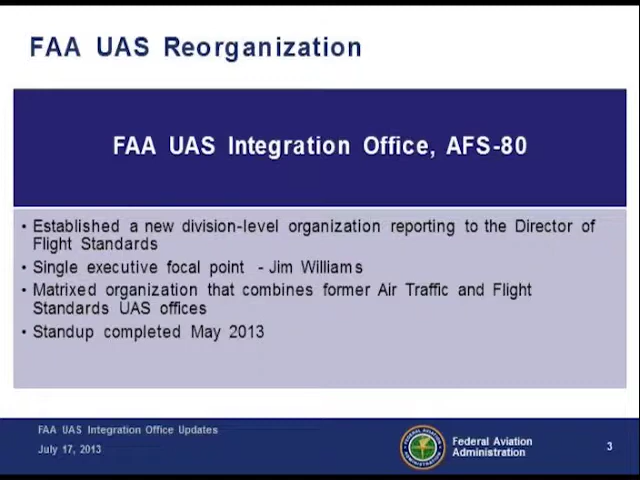 FAA UAS Reorganization
FAA UAS Integration Office, AFS-80
• Established a new division-level organization reporting to the Director of
Flight Standards
• Single executive focal point - Jim Williams
• Matrixed organization that combines former Air Traffic and Flight
Standards UAS offices
• Standup completed May 2013
FAA UAS Integration Office Updates
July 17, 2013
Federal Aviation
Administration
3